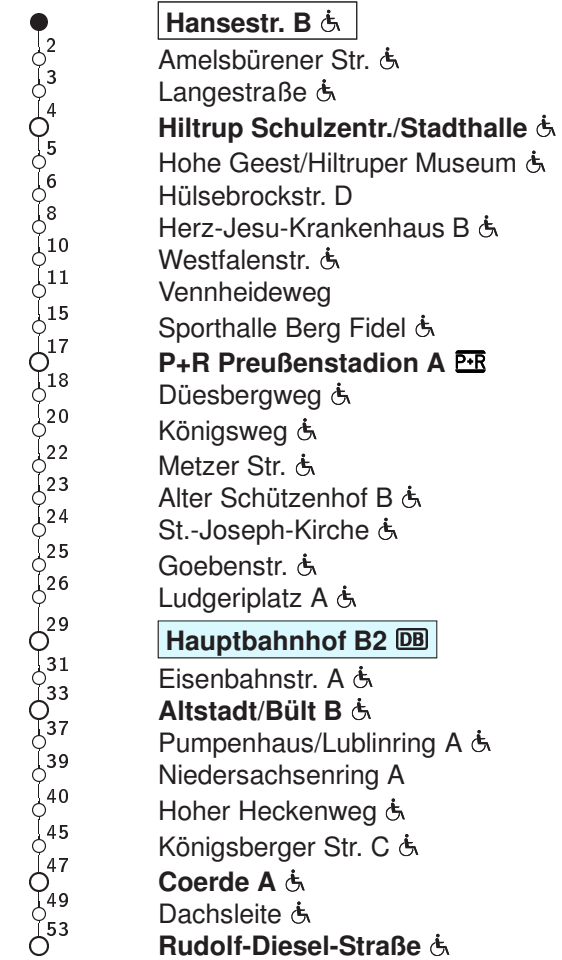 Hansestr. B
2
Amelsbürener Str.
3
Langestraße
4
Hiltrup Schulzentr./Stadthalle
5
Hohe Geest/Hiltruper Museum
6
Hülsebrockstr. D
8
Herz-Jesu-Krankenhaus B
10
Westfalenstr.
11
Vennheideweg
15
Sporthalle Berg Fidel
17
P+R Preußenstadion A P+R
18
Düesbergweg
20
Königsweg
22
Metzer Str.
23
Alter Schützenhof B
24
St.-Joseph-Kirche
25
Goebenstr.
26
Ludgeriplatz A
29
Hauptbahnhof B2 DB
31
Eisenbahnstr. A
33
Altstadt/Bült B
37
Pumpenhaus/Lublinring A
39
Niedersachsenring A
40
Hoher Heckenweg
45
Königsberger Str. C
47
Coerde A
49
Dachsleite
53
Rudolf-Diesel-Straße